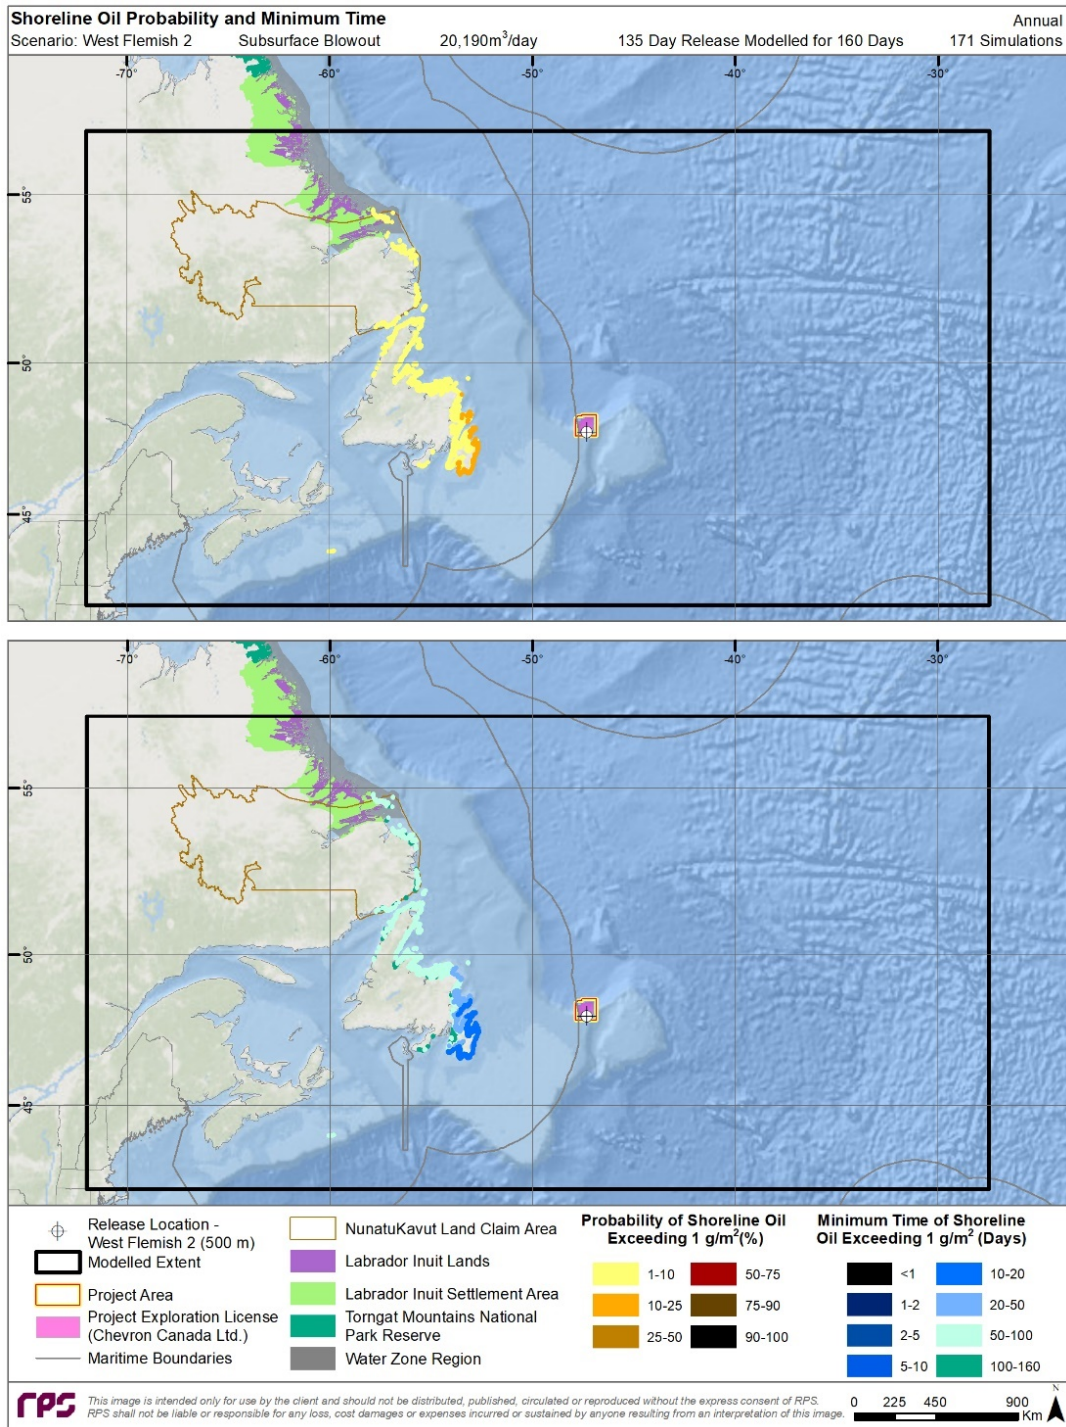 Shoreline Oil Probability and Minimum Time
Annual
Scenario: West Flemish 2 Subsurface Blowout 20,190m³/day 135 Day Release Modelled for 160 Days 171 Simulations
-70° -60° -50° -40° -30°
55°
50°
45°
-70° -60° -50° -40° -30°
55°
50°
45°
Release Location -
West Flemish 2 (500 m)
Modelled Extent
Project Area
Project Exploration License
(Chevron Canada Ltd.)
Maritime Boundaries
NunatuKavut Land Claim Area
Labrador Inuit Lands
Labrador Inuit Settlement Area
Torngat Mountains National
Park Reserve
Water Zone Region
Probability of Shoreline Oil
Exceeding 1 g/m²(%)
1-10 50-75
10-25 75-90
25-50 90-100
Minimum Time of Shoreline
Oil Exceeding 1 g/m² (Days)
<1 10-20
1-2 20-50
2-5 50-100
5-10 100-160
rps
This image is intended only for use by the client and should not be distributed, published, circulated or reproduced without the express consent of RPS.
RPS shall not be liable or responsible for any loss, cost damages or expenses incurred or sustained by anyone resulting from an interpretation of this image.
0 225 450 900
Km
N